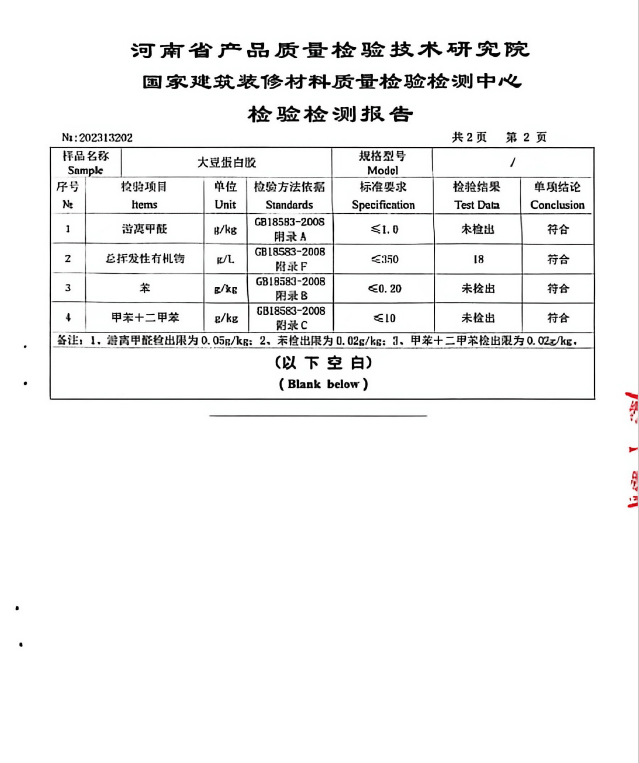 河南省产品质量检验技术研究院
国家建筑装修材料质量检验检测中心
检验检测报告
№:202313202 共 2 页 第 2 页
样品名称 Sample 大豆蛋白胶 规格型号 Model /
序号 检验项目 单位 检验方法依据 标准要求 检验结果 单项结论
№ Items Unit Standards Specification Test Data Conclusion
1 游离甲醛 g/kg GB18583-2008 附录 A ≤1.0 未检出 符合
2 总挥发性有机物 g/L GB18583-2008 附录 F ≤350 18 符合
3 苯 g/kg GB18583-2008 附录 B ≤0.20 未检出 符合
4 甲苯+二甲苯 g/kg GB18583-2008 附录 C ≤10 未检出 符合
备注: 1、游离甲醛检出限为 0.05g/kg; 2、苯检出限为 0.02g/kg; 3、甲苯+二甲苯检出限为 0.02g/kg。
(以 下 空 白)
( Blank below )